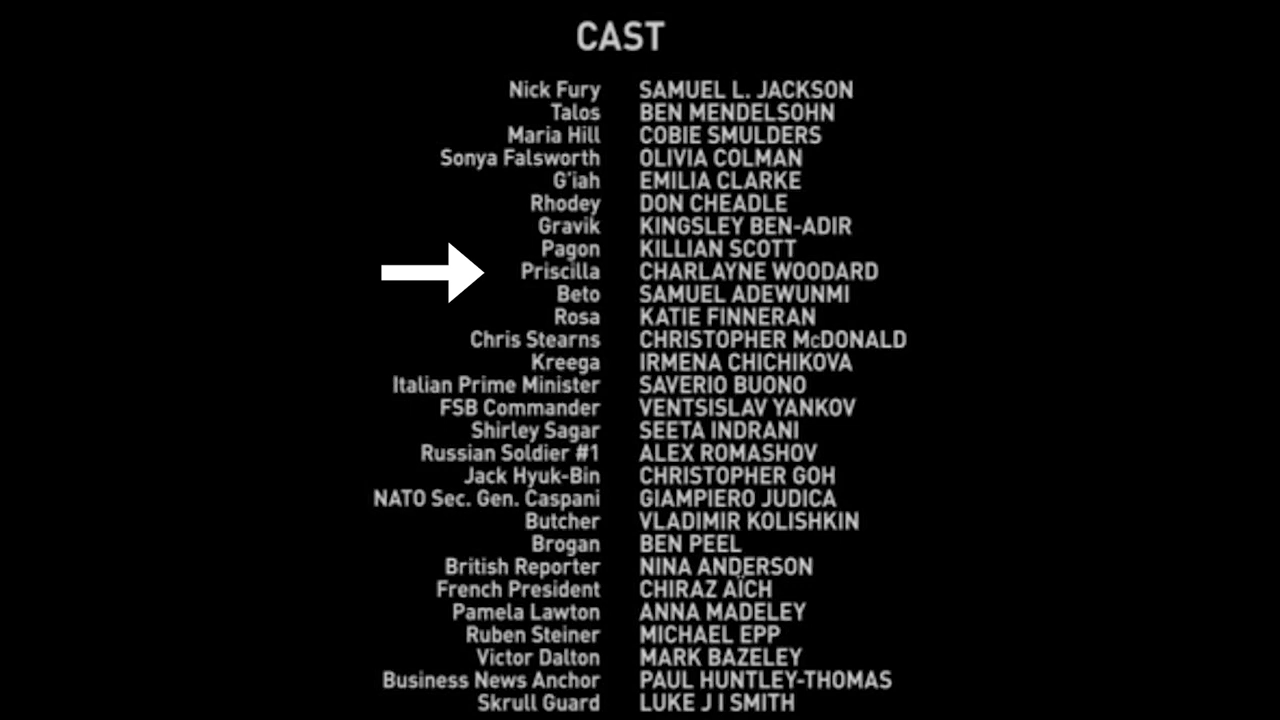 CAST
Nick Fury SAMUEL L. JACKSON
Talos BEN MENDELSOHN
Maria Hill COBIE SMULDERS
Sonya Falsworth OLIVIA COLMAN
G'iah EMILIA CLARKE
Rhodey DON CHEADLE
Gravik KINGSLEY BEN-ADIR
Pagon KILLIAN SCOTT
Priscilla CHARLAYNE WOODARD
Beto SAMUEL ADEWUNMI
Rosa KATIE FINNERAN
Chris Stearns CHRISTOPHER McDONALD
Kreega IRMENA CHICHIKOVA
Italian Prime Minister SAVERIO BUONO
FSB Commander VENTSISLAV YANKOV
Shirley Sagar SEETA INDRANI
Russian Soldier #1 ALEX ROMASHOV
Jack Hyuk-Bin CHRISTOPHER GOH
NATO Sec. Gen. Caspani GIAMPIERO JUDICA
Butcher VLADIMIR KOLISHKIN
Brogan BEN PEEL
British Reporter NINA ANDERSON
French President CHIRAZ AÏCH
Pamela Lawton ANNA MADELEY
Ruben Steiner MICHAEL EPP
Victor Dalton MARK BAZELEY
Business News Anchor PAUL HUNTLEY-THOMAS
Skrull Guard LUKE J I SMITH